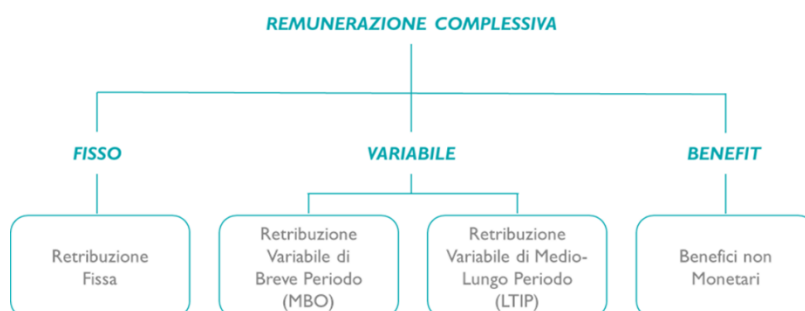 REMUNERAZIONE COMPLESSIVA
FISSO
VARIABILE
BENEFIT
Retribuzione
Fissa
Retribuzione
Variabile di
Breve Periodo
(MBO)
Retribuzione
Variabile di Medio-
Lungo Periodo
(LTIP)
Benefici non
Monetari